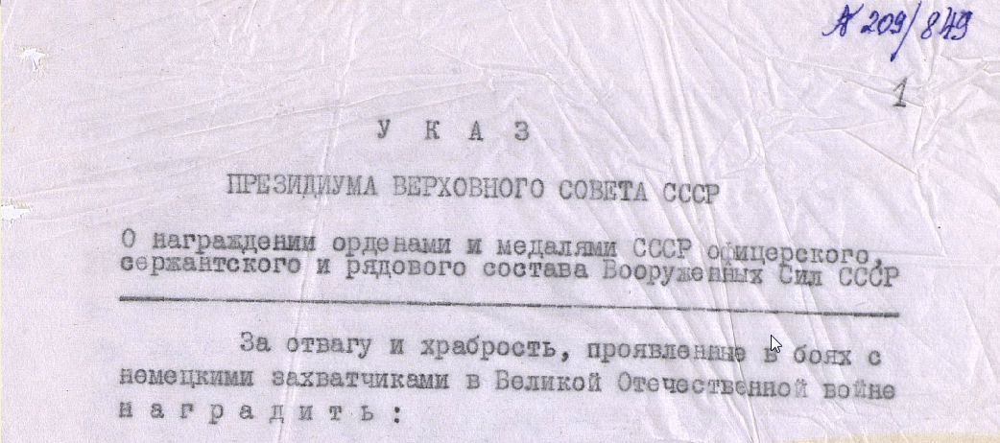 № 209/849
1
У К А З
ПРЕЗИДИУМА ВЕРХОВНОГО СОВЕТА СССР
О награждении орденами и медалями СССР офицерского,
сержантского и рядового состава Вооруженных Сил СССР
За отвагу и храбрость, проявленные в боях с
немецкими захватчиками в Великой Отечественной войне
н а г р а д и т ь :